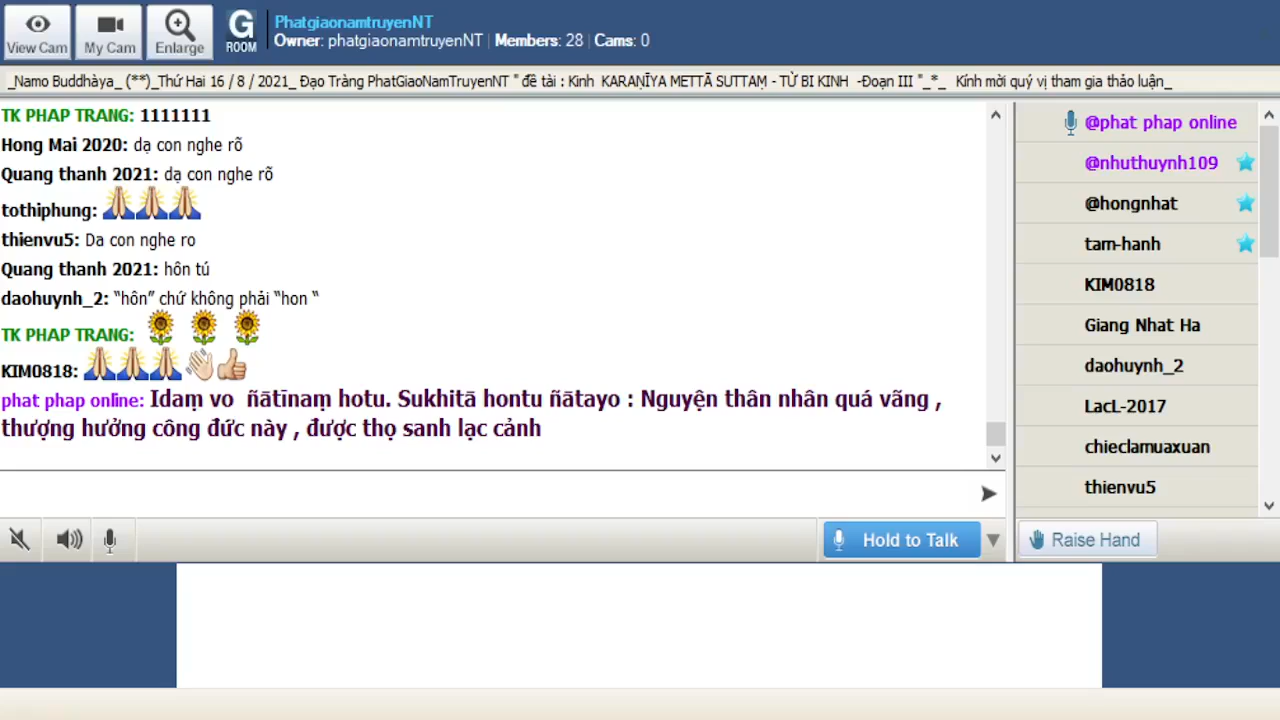 View Cam
My Cam
Enlarge
G
ROOM
PhatgiaonamtruyenNT
Owner: phatgiaonamtruyenNT | Members: 28 | Cams: 0
_Namo Buddhàya_ (**)_Thứ Hai 16 / 8 / 2021_ Đạo Tràng PhatGiaoNamTruyenNT " đề tài : Kinh KARAṆĪYA METTĀ SUTTAṂ - TỪ BI KINH -Đoạn III "_*_ Kính mời quý vị tham gia thảo luận_
TK PHAP TRANG: 1111111
Hong Mai 2020: dạ con nghe rõ
Quang thanh 2021: dạ con nghe rõ
tothiphung: 🙏🙏🙏
thienvu5: Da con nghe ro
Quang thanh 2021: hôn tú
daohuynh_2: “hôn” chứ không phải “hon “
TK PHAP TRANG: 🌻 🌻 🌻
KIM0818: 🙏🙏🙏👋👍
phat phap online: Idaṃ vo ñātīnaṃ hotu. Sukhitā hontu ñātayo : Nguyện thân nhân quá vãng ,
thượng hưởng công đức này , được thọ sanh lạc cảnh
@phat phap online
@nhuthuynh109
@hongnhat
tam-hanh
KIM0818
Giang Nhat Ha
daohuynh_2
LacL-2017
chieclamuaxuan
thienvu5
Hold to Talk
Raise Hand